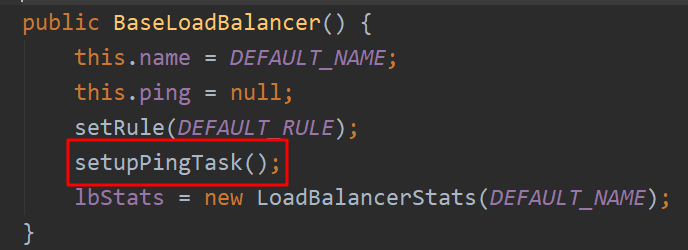 public BaseLoadBalancer() {
this.name = DEFAULT_NAME;
this.ping = null;
setRule(DEFAULT_RULE);
setupPingTask();
lbStats = new LoadBalancerStats(DEFAULT_NAME);
}